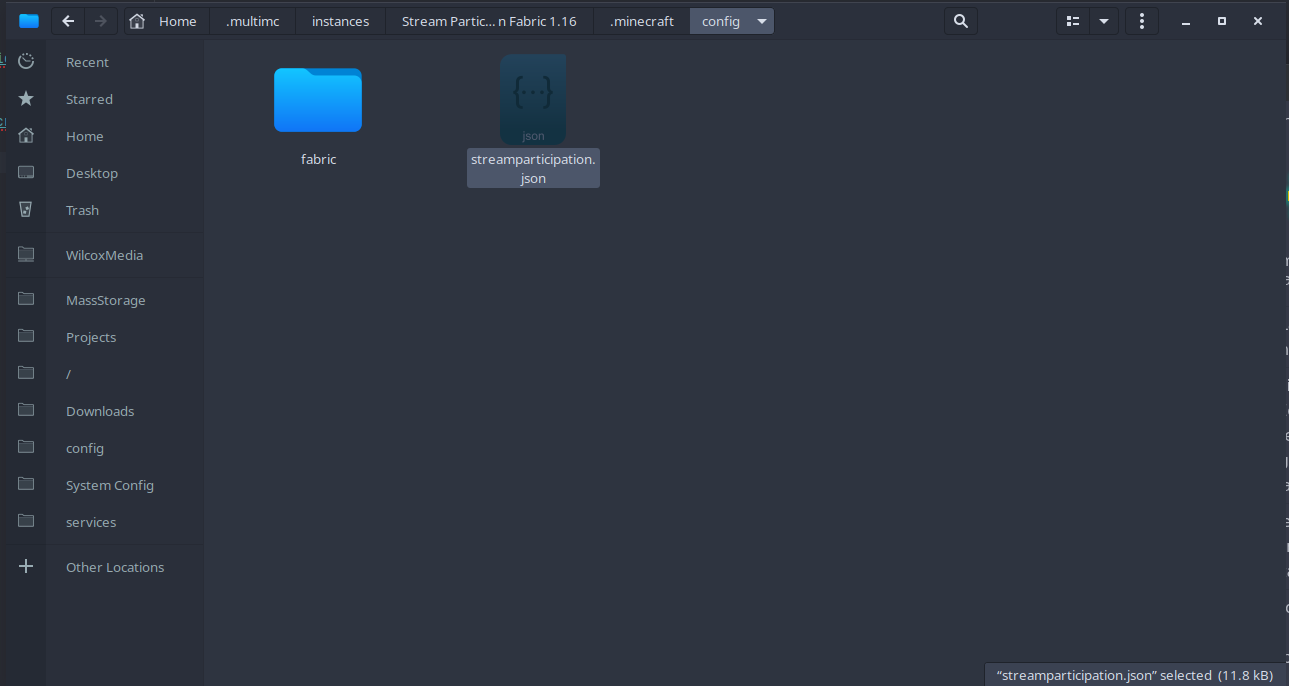 Home
.multimc
instances
Stream Partic... n Fabric 1.16
.minecraft
config
Recent
Starred
Home
Desktop
Trash
WilcoxMedia
MassStorage
Projects
/
Downloads
config
System Config
services
Other Locations
fabric
{···}
json
streamparticipation.
json
“streamparticipation.json” selected (11.8 kB)